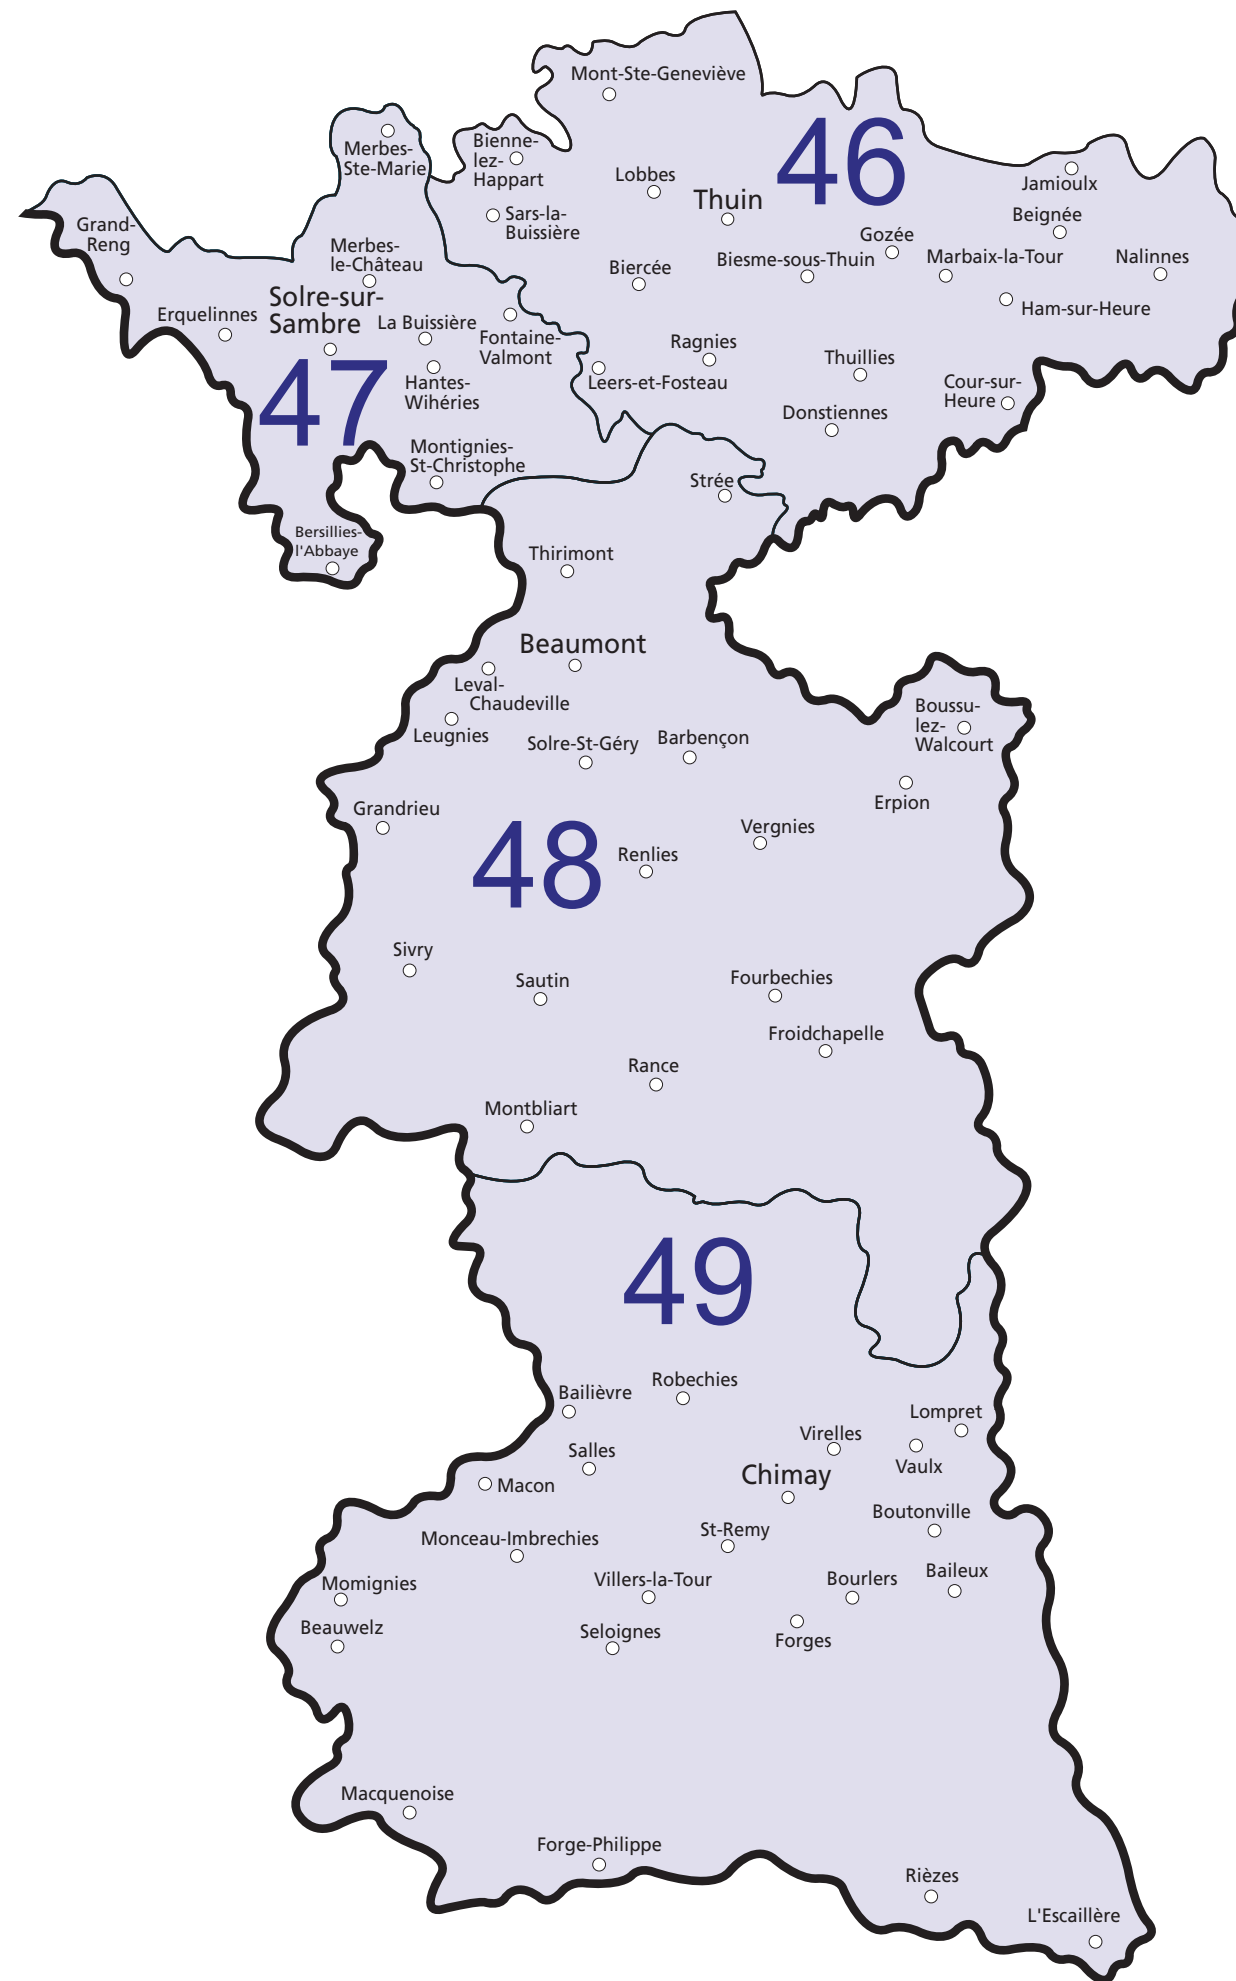 Mont-Ste-Geneviève
46
Merbes-
Ste-Marie
Bienne-
lez-
Happart
Lobbes
Thuin
Jamioulx
Sars-la-
Buissière
Beignée
Grand-
Reng
Gozée
Merbes-
le-Château
Biercée
Biesme-sous-Thuin
Marbaix-la-Tour
Nalinnes
Solre-sur-
Sambre
Erquelinnes
La Buissière
Ham-sur-Heure
Fontaine-
Valmont
Ragnies
Thuillies
47
Hantes-
Wihéries
Leers-et-Fosteau
Cour-sur-
Heure
Donstiennes
Montignies-
St-Christophe
Strée
Bersillies-
l'Abbaye
Thirimont
Beaumont
Leval-
Chaudeville
Leugnies
Solre-St-Géry
Barbençon
Boussu-
lez-
Walcourt
Erpion
Grandrieu
48
Vergnies
Renlies
Sivry
Sautin
Fourbechies
Froidchapelle
Rance
Montbliart
49
Robechies
Bailièvre
Lompret
Virelles
Salles
Vaulx
Chimay
Macon
Boutonville
St-Remy
Monceau-Imbrechies
Baileux
Villers-la-Tour
Bourlers
Momignies
Beauwelz
Seloignes
Forges
Macquenoise
Forge-Philippe
Rièzes
L'Escaillère